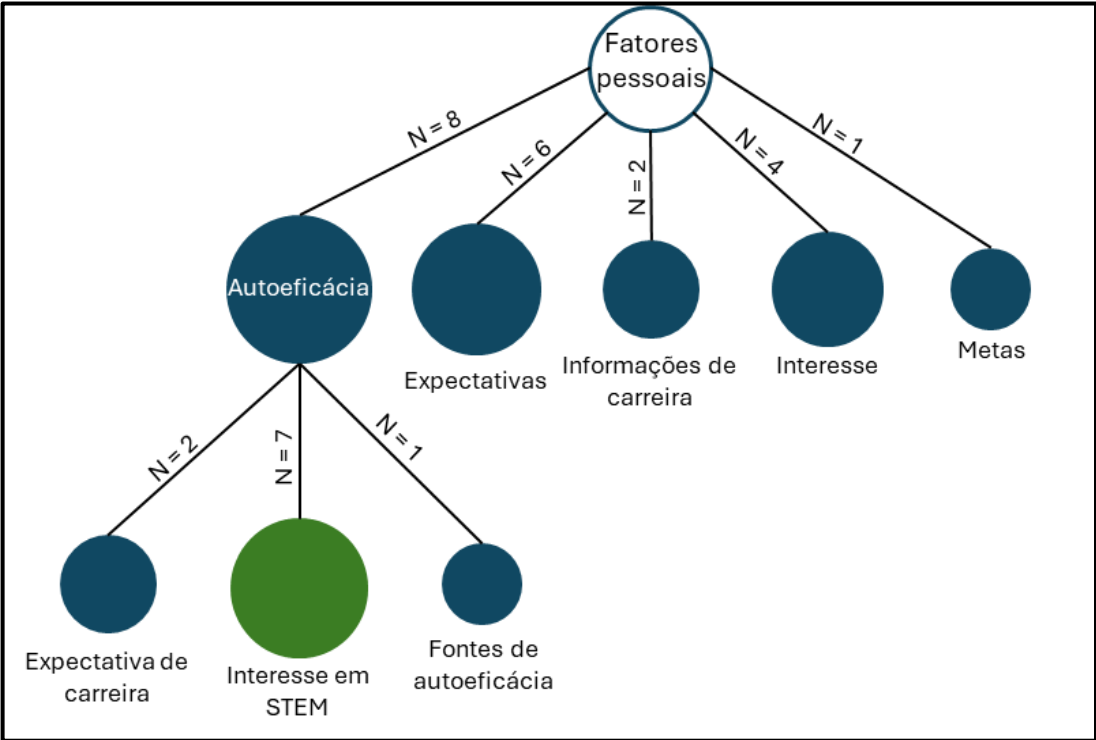 Fatores
pessoais
N = 8
N = 6
N = 2
N = 4
N = 1
Autoeficácia
Expectativas
Informações de
carreira
Interesse
Metas
N = 2
N = 7
N = 1
Expectativa de
carreira
Interesse em
STEM
Fontes de
autoeficácia